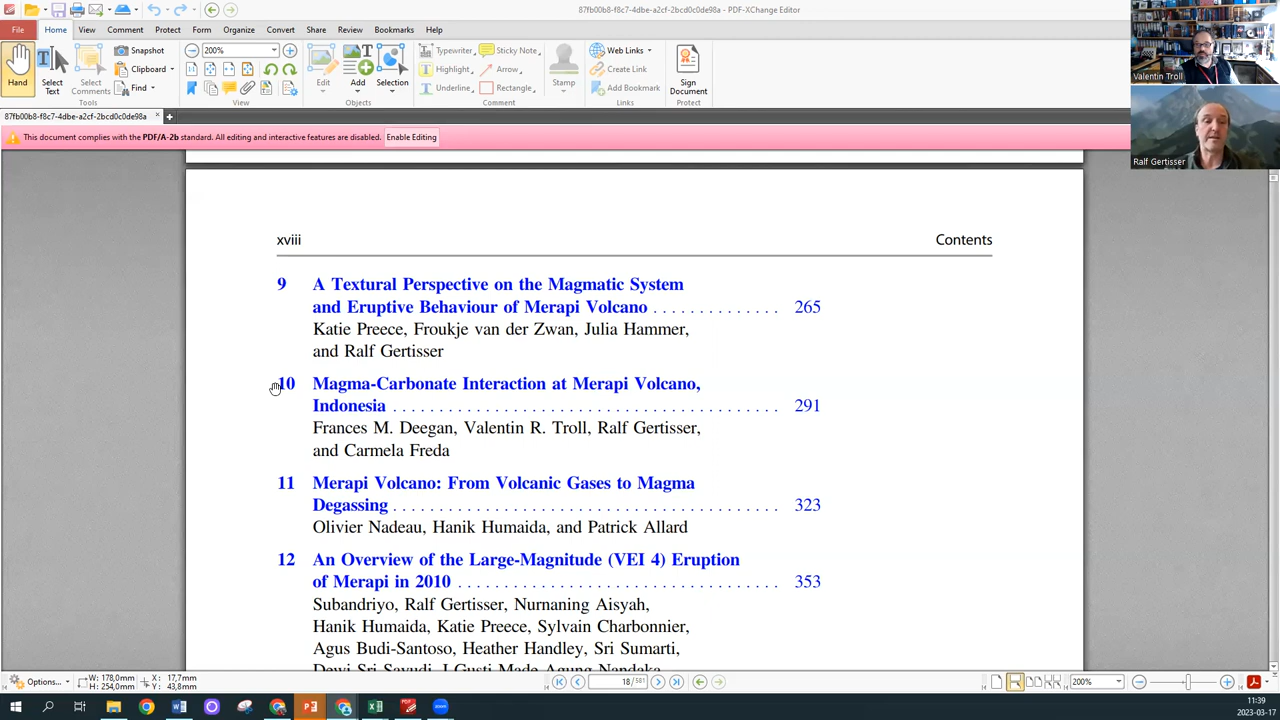 87fb00b8-f8c7-4dbe-a2cf-2bcd0c0de98a - PDF-XChange Editor
File Home View Comment Protect Form Organize Convert Share Review Bookmarks Help
Hand
Select Text
Select Comments
Snapshot
Clipboard
Find
Tools
200%
View
Edit
Add
Selection
Objects
Typewriter
Highlight
Underline
Sticky Note
Arrow
Rectangle
Stamp
Comment
Web Links
Create Link
Add Bookmark
Links
Sign Document
Protect
Valentin Troll
Ralf Gertisser
87fb00b8-f8c7-4dbe-a2cf-2bcd0c0de98a
This document complies with the PDF/A-2b standard. All editing and interactive features are disabled. Enable Editing
xviii Contents
9 A Textural Perspective on the Magmatic System
and Eruptive Behaviour of Merapi Volcano . . . . . . . . . . . . . . 265
Katie Preece, Froukje van der Zwan, Julia Hammer,
and Ralf Gertisser
10 Magma-Carbonate Interaction at Merapi Volcano,
Indonesia . . . . . . . . . . . . . . . . . . . . . . . . . . . . . . . . . . . . . . . . . . 291
Frances M. Deegan, Valentin R. Troll, Ralf Gertisser,
and Carmela Freda
11 Merapi Volcano: From Volcanic Gases to Magma
Degassing . . . . . . . . . . . . . . . . . . . . . . . . . . . . . . . . . . . . . . . . . . 323
Olivier Nadeau, Hanik Humaida, and Patrick Allard
12 An Overview of the Large-Magnitude (VEI 4) Eruption
of Merapi in 2010 . . . . . . . . . . . . . . . . . . . . . . . . . . . . . . . . . . . 353
Subandriyo, Ralf Gertisser, Nurnaning Aisyah,
Hanik Humaida, Katie Preece, Sylvain Charbonnier,
Agus Budi-Santoso, Heather Handley, Sri Sumarti,
Dewi Sri Sayudi, I Gusti Made Agung Nandaka,
Options...
W: 178,0mm
H: 254,0mm
X: 17,7mm
Y: 43,8mm
18 / 581
200%
11:39
2023-03-17